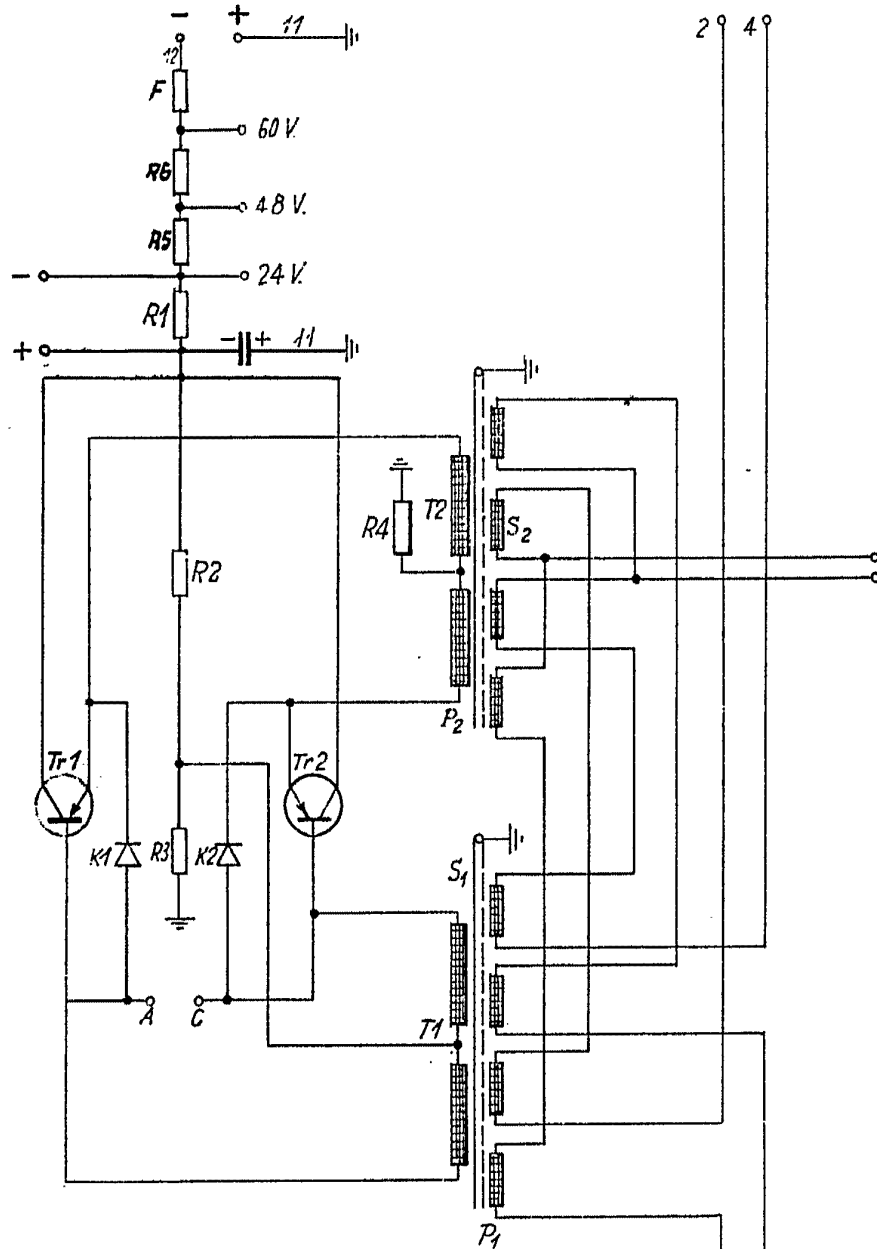 - +
11
2 4
12
F
60 V.
R6
48 V.
R5
- 24 V.
R1
+ - + 11
T2
R4
S2
R2
P2
Tr1 Tr2
K1 R3 K2
S1
A C
T1
P1